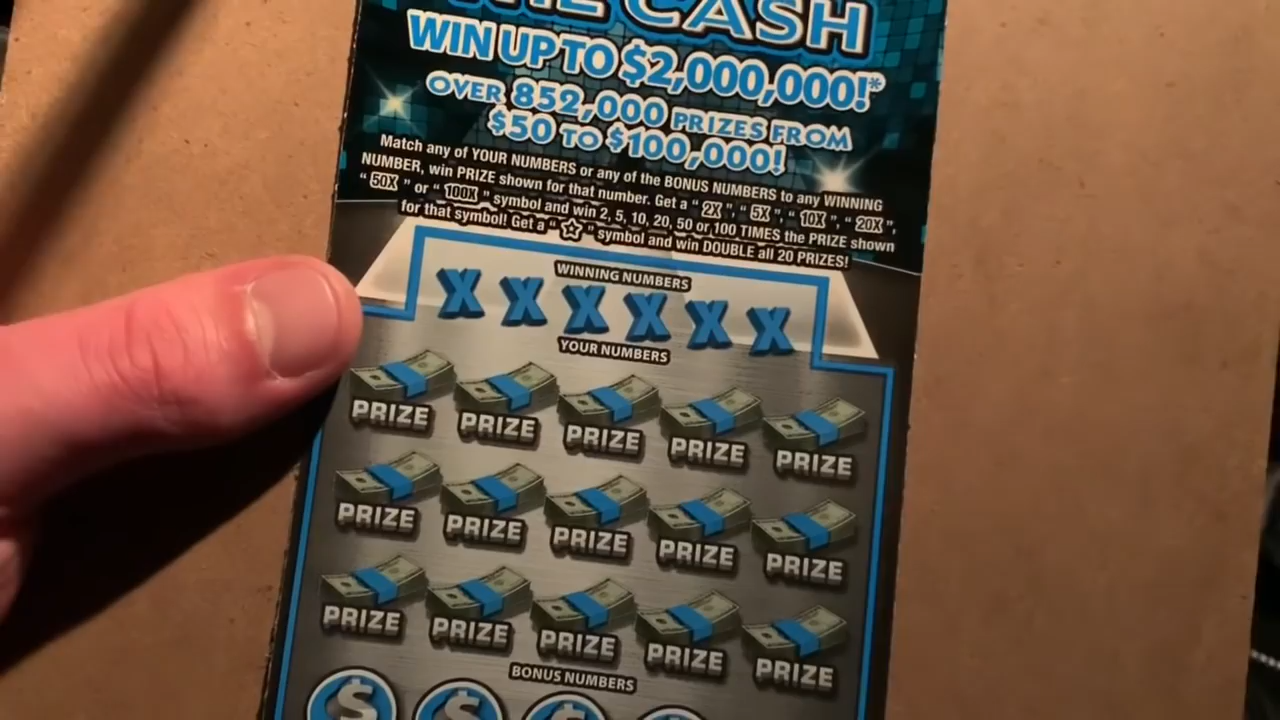 THE CASH
WIN UP TO $2,000,000!*
OVER 852,000 PRIZES FROM
$50 TO $100,000!
Match any of YOUR NUMBERS or any of the BONUS NUMBERS to any WINNING
NUMBER, win PRIZE shown for that number. Get a “ 2X ”, “ 5X ”, “ 10X ”, “ 20X ”,
“ 50X ” or “ 100X ” symbol and win 2, 5, 10, 20, 50 or 100 TIMES the PRIZE shown
for that symbol! Get a “ ☆ ” symbol and win DOUBLE all 20 PRIZES!
WINNING NUMBERS
X X X X X X
YOUR NUMBERS
PRIZE PRIZE PRIZE PRIZE PRIZE
PRIZE PRIZE PRIZE PRIZE PRIZE
PRIZE PRIZE PRIZE PRIZE PRIZE
BONUS NUMBERS
$ $ $